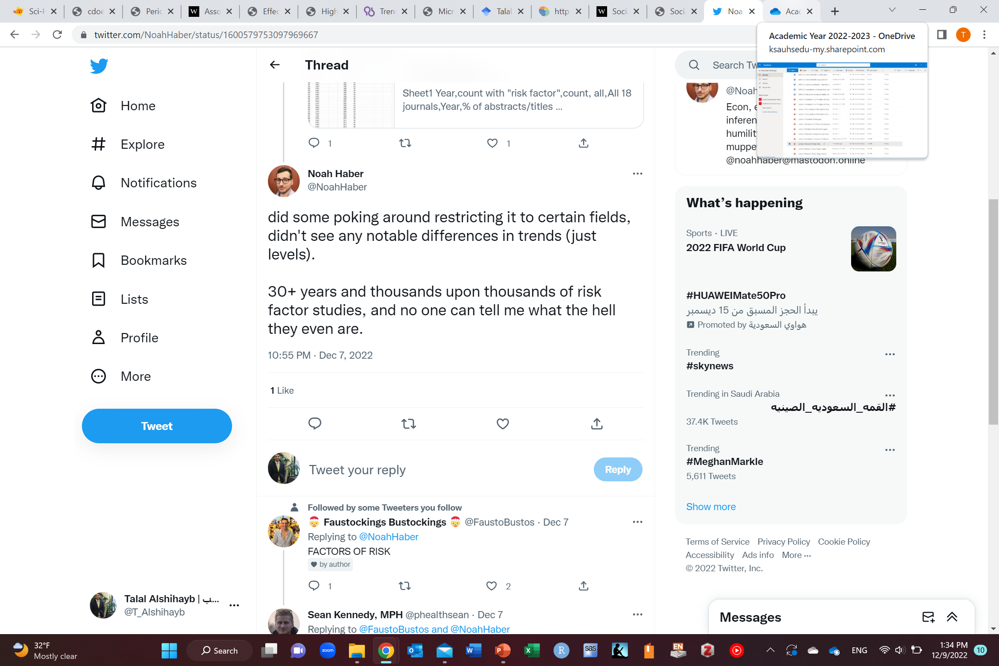 Sci-H
cdoe
Peric
Asso
Effec
High
Tren
Micr
Talal
http
Soci
Soci
Noa
Acad
twitter.com/NoahHaber/status/1600579753097969667
T
Academic Year 2022-2023 - OneDrive
ksauhsedu-my.sharepoint.com
Home
Explore
Notifications
Messages
Bookmarks
Lists
Profile
More
Tweet
Talal Alshihayb | ب...
@T_Alshihayb
Thread
Sheet1 Year,count with "risk factor",count, all,All 18
journals,Year,% of abstracts/titles ...
1
1
Noah Haber
@NoahHaber
did some poking around restricting it to certain fields,
didn't see any notable differences in trends (just
levels).
30+ years and thousands upon thousands of risk
factor studies, and no one can tell me what the hell
they even are.
10:55 PM · Dec 7, 2022
1 Like
Tweet your reply
Reply
Followed by some Tweeters you follow
Faustockings Bustockings @FaustoBustos · Dec 7
Replying to @NoahHaber
FACTORS OF RISK
by author
1
2
Sean Kennedy, MPH @phealthsean · Dec 7
Replying to @FaustoBustos and @NoahHaber
Search Tw
@Noah
Econ, e
inferen
humility
muppe
@noahhaber@mastodon.online
What's happening
Sports · LIVE
2022 FIFA World Cup
#HUAWEIMate50Pro
يبدأ الحجز المسبق من 15 ديسمبر
Promoted by هواوي السعودية
Trending
#skynews
Trending in Saudi Arabia
#القمه_السعوديه_الصينيه
37.4K Tweets
Trending
#MeghanMarkle
5,611 Tweets
Show more
Terms of Service Privacy Policy Cookie Policy
Accessibility Ads info More ...
© 2022 Twitter, Inc.
Messages
32°F
Mostly clear
Search
zoom
R
sas
EN
ENG
1:34 PM
12/9/2022
10